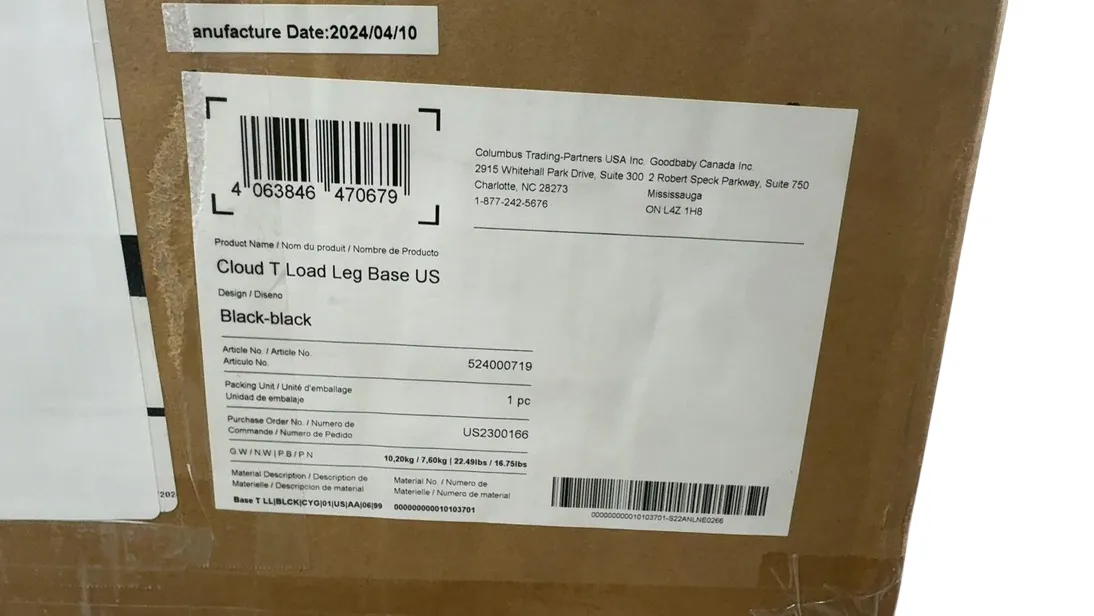 anufacture Date:2024/04/10
4 063846 470679
Columbus Trading-Partners USA Inc. Goodbaby Canada Inc.
2915 Whitehall Park Drive, Suite 300 2 Robert Speck Parkway, Suite 750
Charlotte, NC 28273 Mississauga
1-877-242-5676 ON L4Z 1H8
Product Name / Nom du produit / Nombre de Producto
Cloud T Load Leg Base US
Design / Diseno
Black-black
Article No. / Article No.
Articulo No.
524000719
Packing Unit / Unité d'emballage
Unidad de embalaje
1 pc
Purchase Order No. / Numero de
Commande / Numero de Pedido
US2300166
G.W / N.W | P.B / P.N
10,20kg / 7,60kg | 22.49lbs / 16.75lbs
Material Description / Description de
Materielle / Descripcion de material
Base T LL|BLCK|CYG|01|US|AA|06|99
Material No. / Numero de
Materielle / Numero de material
000000000010103701
000000000010103701-S22ANLNE0266
202